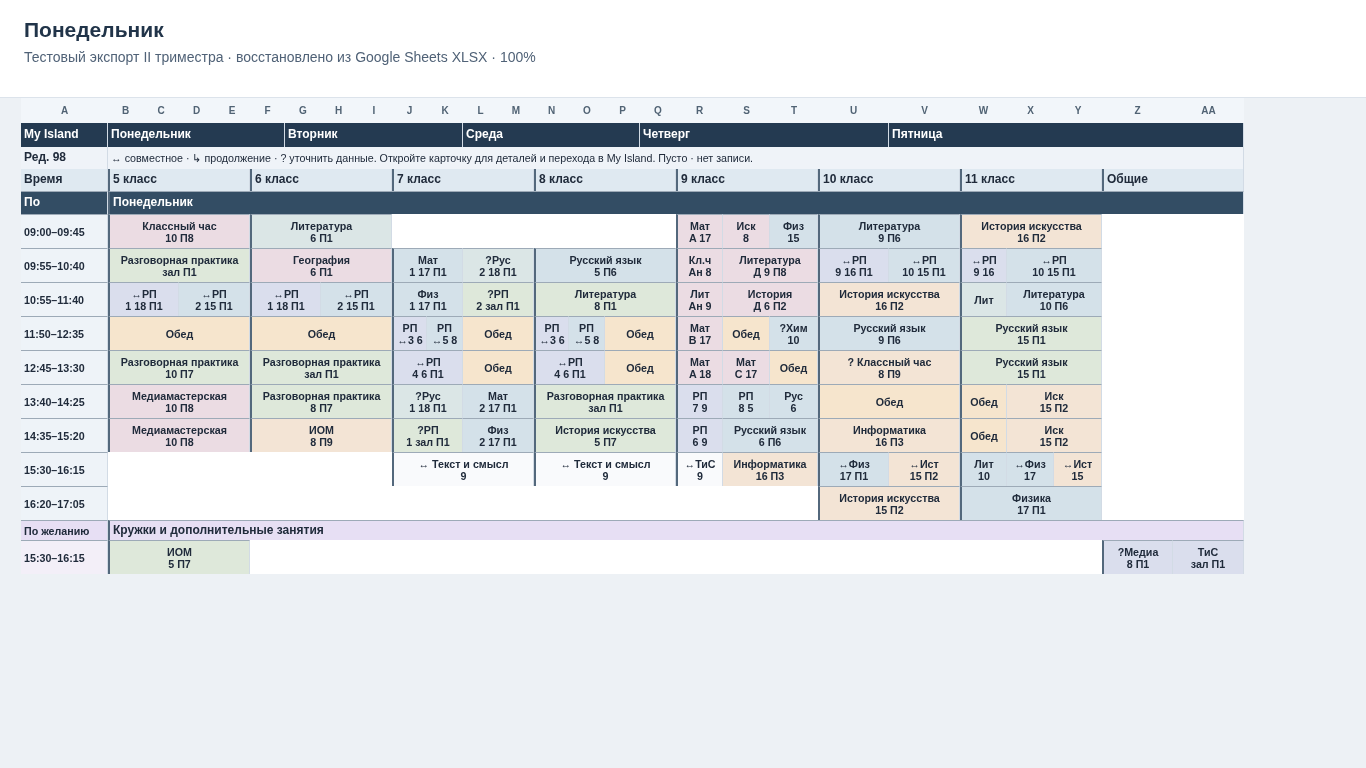 Понедельник
Тестовый экспорт II триместра · восстановлено из Google Sheets XLSX · 100%
A B C D E F G H I J K L M N O P Q R S T U V W X Y Z AA
My Island Понедельник Вторник Среда Четверг Пятница
Ред. 98 ↔ совместное · ↳ продолжение · ? уточнить данные. Откройте карточку для деталей и перехода в My Island. Пусто · нет записи.
Время 5 класс 6 класс 7 класс 8 класс 9 класс 10 класс 11 класс Общие
По Понедельник
09:00–09:45 Классный час 10 П8 Литература 6 П1 Мат А 17 Иск 8 Физ 15 Литература 9 П6 История искусства 16 П2
09:55–10:40 Разговорная практика зал П1 География 6 П1 Мат 1 17 П1 ?Рус 2 18 П1 Русский язык 5 П6 Кл.ч Ан 8 Литература Д 9 П8 ↔РП 9 16 П1 ↔РП 10 15 П1 ↔РП 9 16 ↔РП 10 15 П1
10:55–11:40 ↔РП 1 18 П1 ↔РП 2 15 П1 ↔РП 1 18 П1 ↔РП 2 15 П1 Физ 1 17 П1 ?РП 2 зал П1 Литература 8 П1 Лит Ан 9 История Д 6 П2 История искусства 16 П2 Лит Литература 10 П6
11:50–12:35 Обед Обед РП ↔3 6 РП ↔5 8 Обед РП ↔3 6 РП ↔5 8 Обед Мат В 17 Обед ?Хим 10 Русский язык 9 П6 Русский язык 15 П1
12:45–13:30 Разговорная практика 10 П7 Разговорная практика зал П1 ↔РП 4 6 П1 Обед ↔РП 4 6 П1 Обед Мат А 18 Мат С 17 Обед ? Классный час 8 П9 Русский язык 15 П1
13:40–14:25 Медиамастерская 10 П8 Разговорная практика 8 П7 ?Рус 1 18 П1 Мат 2 17 П1 Разговорная практика зал П1 РП 7 9 РП 8 5 Рус 6 Обед Обед Иск 15 П2
14:35–15:20 Медиамастерская 10 П8 ИОМ 8 П9 ?РП 1 зал П1 Физ 2 17 П1 История искусства 5 П7 РП 6 9 Русский язык 6 П6 Информатика 16 П3 Обед Иск 15 П2
15:30–16:15 ↔ Текст и смысл 9 ↔ Текст и смысл 9 ↔ТиС 9 Информатика 16 П3 ↔Физ 17 П1 ↔Ист 15 П2 Лит 10 ↔Физ 17 ↔Ист 15
16:20–17:05 История искусства 15 П2 Физика 17 П1
По желанию Кружки и дополнительные занятия
15:30–16:15 ИОМ 5 П7 ?Медиа 8 П1 ТиС зал П1